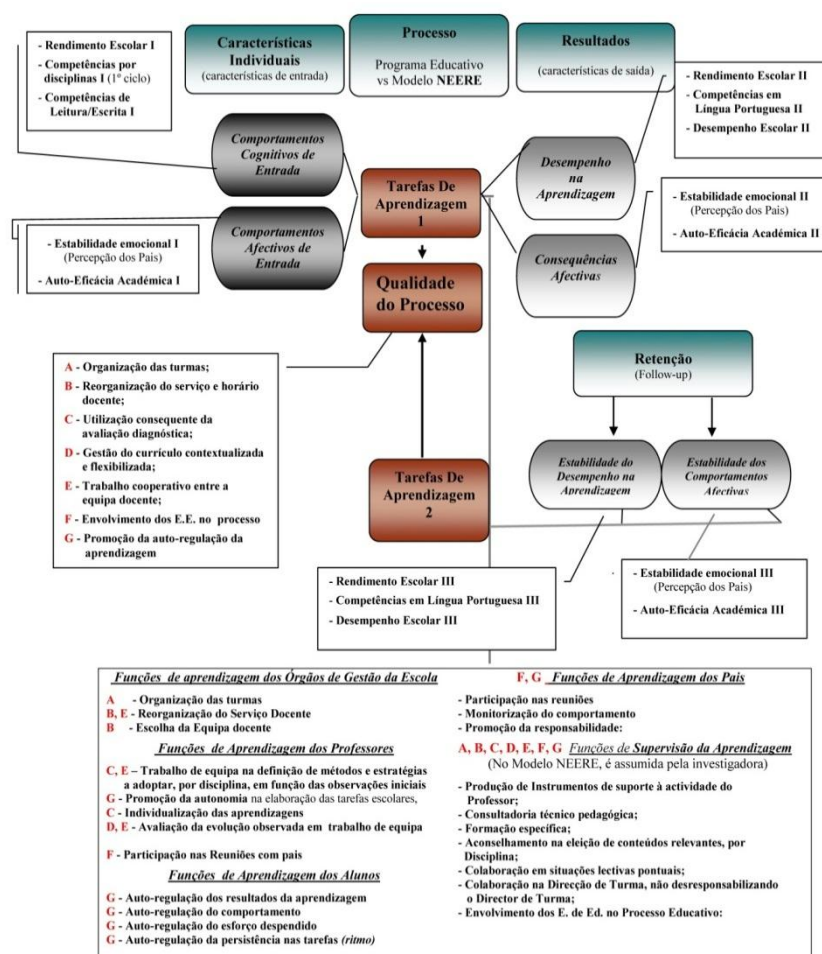 Características
Individuais
(características de entrada)
Processo
Programa Educativo
vs Modelo NEERE
Resultados
(características de saída)
- Rendimento Escolar I
- Competências por
disciplinas I (1º ciclo)
- Competências de
Leitura/Escrita I
- Rendimento Escolar II
- Competências em
Língua Portuguesa II
- Desempenho Escolar II
Comportamentos
Cognitivos de
Entrada
Tarefas De
Aprendizagem
1
Desempenho
na
Aprendizagem
Comportamentos
Afectivos de
Entrada
- Estabilidade emocional I
(Percepção dos Pais)
- Auto-Eficácia Académica I
Consequências
Afectivas
- Estabilidade emocional II
(Percepção dos Pais)
- Auto-Eficácia Académica II
Qualidade
do Processo
A - Organização das turmas;
B - Reorganização do serviço e horário
docente;
C - Utilização consequente da
avaliação diagnóstica;
D - Gestão do currículo contextualizada
e flexibilizada;
E - Trabalho cooperativo entre a
equipa docente;
F - Envolvimento dos E.E. no processo
G - Promoção da auto-regulação da
aprendizagem
Retenção
(Follow-up)
Tarefas De
Aprendizagem
2
Estabilidade do
Desempenho na
Aprendizagem
Estabilidade dos
Comportamentos
Afectivas
- Rendimento Escolar III
- Competências em Língua Portuguesa III
- Desempenho Escolar III
- Estabilidade emocional III
(Percepção dos Pais)
- Auto-Eficácia Académica III
Funções de aprendizagem dos Órgãos de Gestão da Escola
A - Organização das turmas
B, E - Reorganização do Serviço Docente
B - Escolha da Equipa docente
Funções de Aprendizagem dos Professores
C, E – Trabalho de equipa na definição de métodos e estratégias
a adoptar, por disciplina, em função das observações iniciais
G - Promoção da autonomia na elaboração das tarefas escolares,
C - Individualização das aprendizagens
D, E - Avaliação da evolução observada em trabalho de equipa
F - Participação nas Reuniões com pais
Funções de Aprendizagem dos Alunos
G - Auto-regulação dos resultados da aprendizagem
G - Auto-regulação do comportamento
G - Auto-regulação do esforço despendido
G - Auto-regulação da persistência nas tarefas (ritmo)
F, G Funções de Aprendizagem dos Pais
- Participação nas reuniões
- Monitorização do comportamento
- Promoção da responsabilidade:
A, B, C, D, E, F, G Funções de Supervisão da Aprendizagem
(No Modelo NEERE, é assumida pela investigadora)
- Produção de Instrumentos de suporte à actividade do
Professor;
- Consultadoria técnico pedagógica;
- Formação específica;
- Aconselhamento na eleição de conteúdos relevantes, por
Disciplina;
- Colaboração em situações lectivas pontuais;
- Colaboração na Direcção de Turma, não desresponsabilizando
o Director de Turma;
- Envolvimento dos E. de Ed. no Processo Educativo: